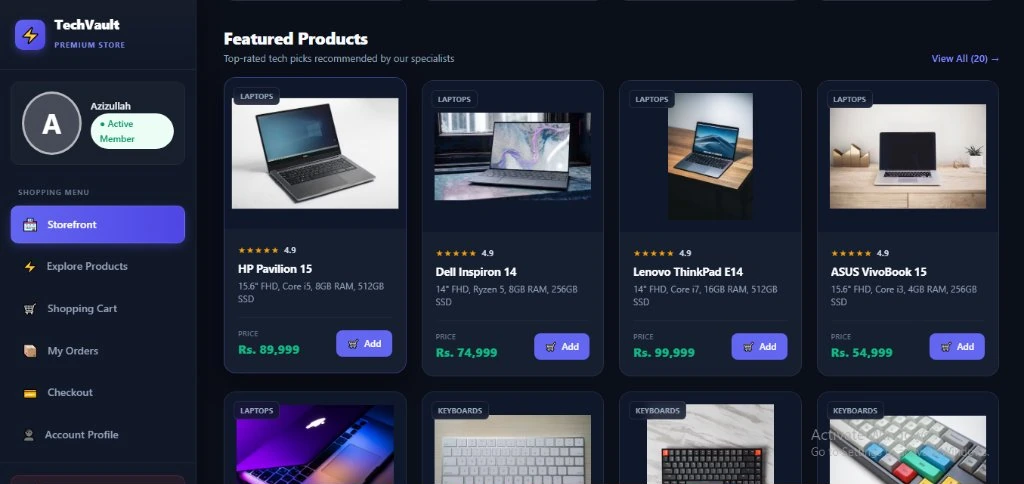 TechVault
PREMIUM STORE
A
Azizullah
● Active
Member
SHOPPING MENU
Storefront
Explore Products
Shopping Cart
My Orders
Checkout
Account Profile
Featured Products
Top-rated tech picks recommended by our specialists
View All (20) →
LAPTOPS
★★★★★ 4.9
HP Pavilion 15
15.6" FHD, Core i5, 8GB RAM, 512GB
SSD
PRICE
Rs. 89,999
Add
LAPTOPS
★★★★★ 4.9
Dell Inspiron 14
14" FHD, Ryzen 5, 8GB RAM, 256GB
SSD
PRICE
Rs. 74,999
Add
LAPTOPS
★★★★★ 4.9
Lenovo ThinkPad E14
14" FHD, Core i7, 16GB RAM, 512GB
SSD
PRICE
Rs. 99,999
Add
LAPTOPS
★★★★★ 4.9
ASUS VivoBook 15
15.6" FHD, Core i3, 4GB RAM, 256GB
SSD
PRICE
Rs. 54,999
Add
LAPTOPS
KEYBOARDS
KEYBOARDS
KEYBOARDS
Activate
Go to